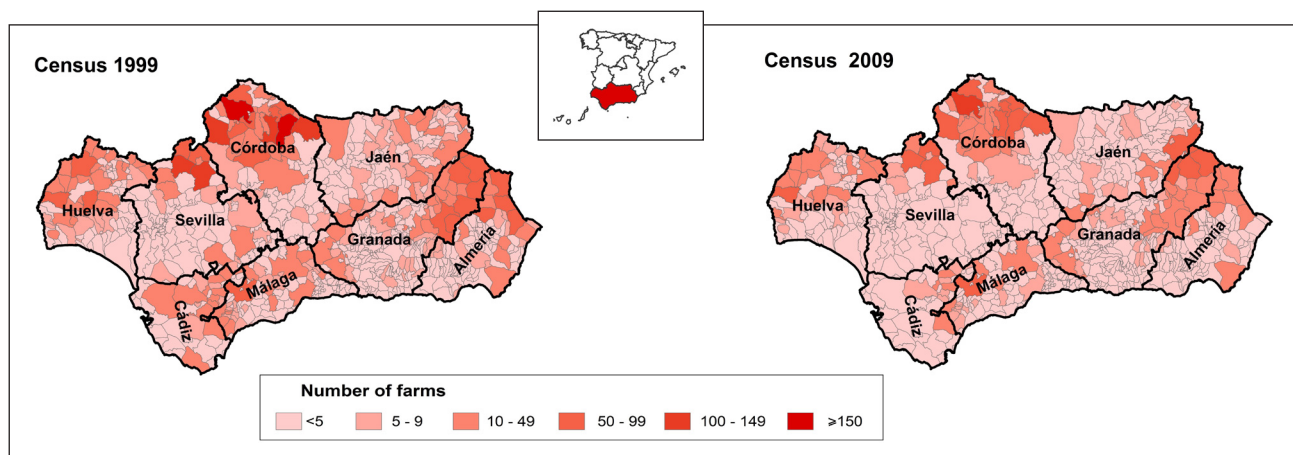 Census 1999
Córdoba
Jaén
Huelva
Sevilla
Granada
Almería
Málaga
Cádiz
Census 2009
Córdoba
Jaén
Huelva
Sevilla
Granada
Almería
Málaga
Cádiz
Number of farms
<5 5 - 9 10 - 49 50 - 99 100 - 149 ⩾150